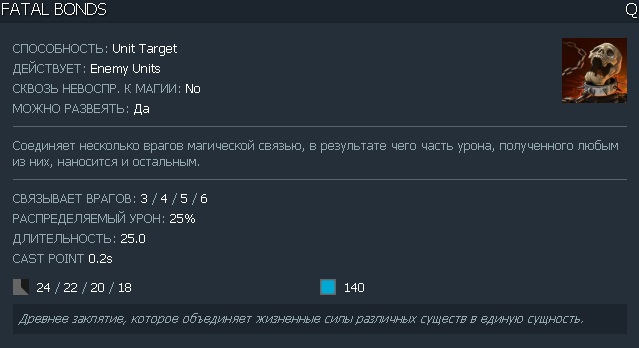 FATAL BONDS Q
СПОСОБНОСТЬ: Unit Target
ДЕЙСТВУЕТ: Enemy Units
СКВОЗЬ НЕВОСПР. К МАГИИ: No
МОЖНО РАЗВЕЯТЬ: Да
Соединяет несколько врагов магической связью, в результате чего часть урона, полученного любым
из них, наносится и остальным.
СВЯЗЫВАЕТ ВРАГОВ: 3 / 4 / 5 / 6
РАСПРЕДЕЛЯЕМЫЙ УРОН: 25%
ДЛИТЕЛЬНОСТЬ: 25.0
CAST POINT 0.2s
24 / 22 / 20 / 18 140
Древнее заклятие, которое объединяет жизненные силы различных существ в единую сущность.